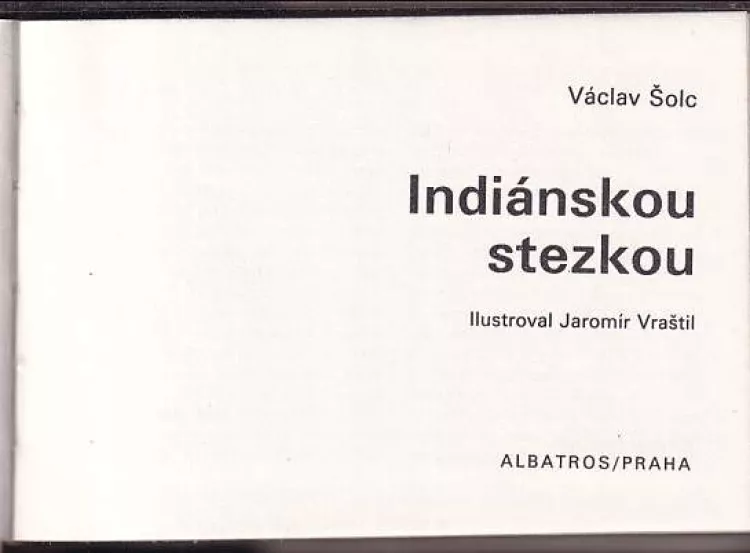 Václav Šolc
Indiánskou
stezkou
Ilustroval Jaromír Vraštil
ALBATROS/PRAHA